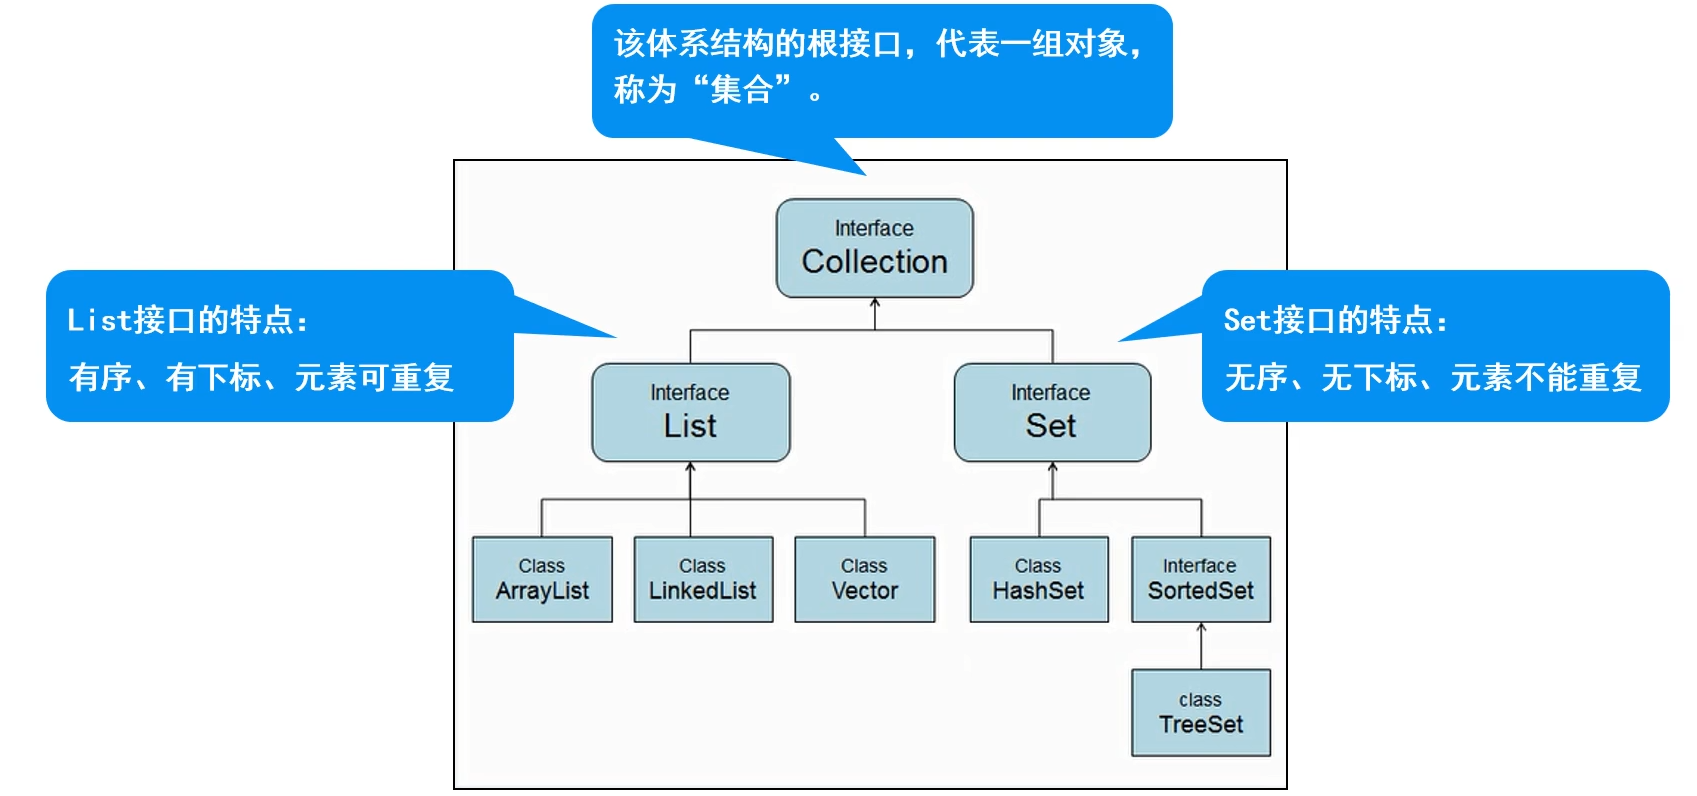 该体系结构的根接口，代表一组对象，
称为“集合”。
Interface
Collection
List接口的特点：
有序、有下标、元素可重复
Set接口的特点：
无序、无下标、元素不能重复
Interface
List
Interface
Set
Class
ArrayList
Class
LinkedList
Class
Vector
Class
HashSet
Interface
SortedSet
class
TreeSet